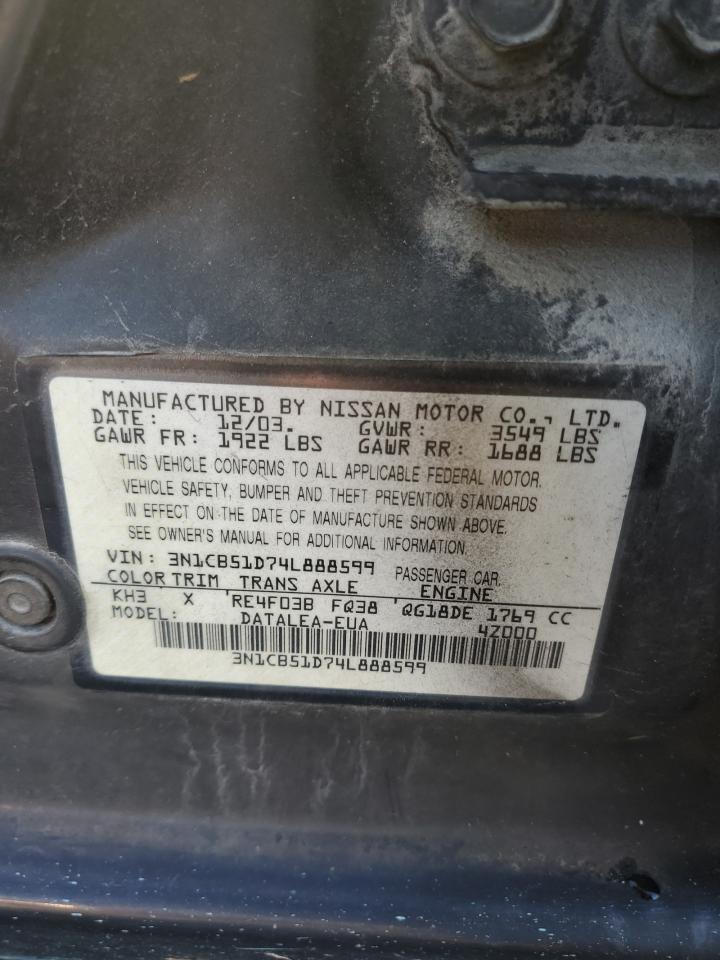 MANUFACTURED BY NISSAN MOTOR CO., LTD.
DATE: 12/03. GVWR: 3549 LBS
GAWR FR: 1922 LBS GAWR RR: 1688 LBS
THIS VEHICLE CONFORMS TO ALL APPLICABLE FEDERAL MOTOR.
VEHICLE SAFETY, BUMPER AND THEFT PREVENTION STANDARDS
IN EFFECT ON THE DATE OF MANUFACTURE SHOWN ABOVE.
SEE OWNER'S MANUAL FOR ADDITIONAL INFORMATION.
VIN: 3N1CB51D74L888599 PASSENGER CAR.
COLOR TRIM TRANS AXLE ENGINE
KH3 X 'RE4F03B FQ38 'QG18DE 1769 CC
MODEL: DATALEA-EUA 4Z000
3N1CB51D74L888599